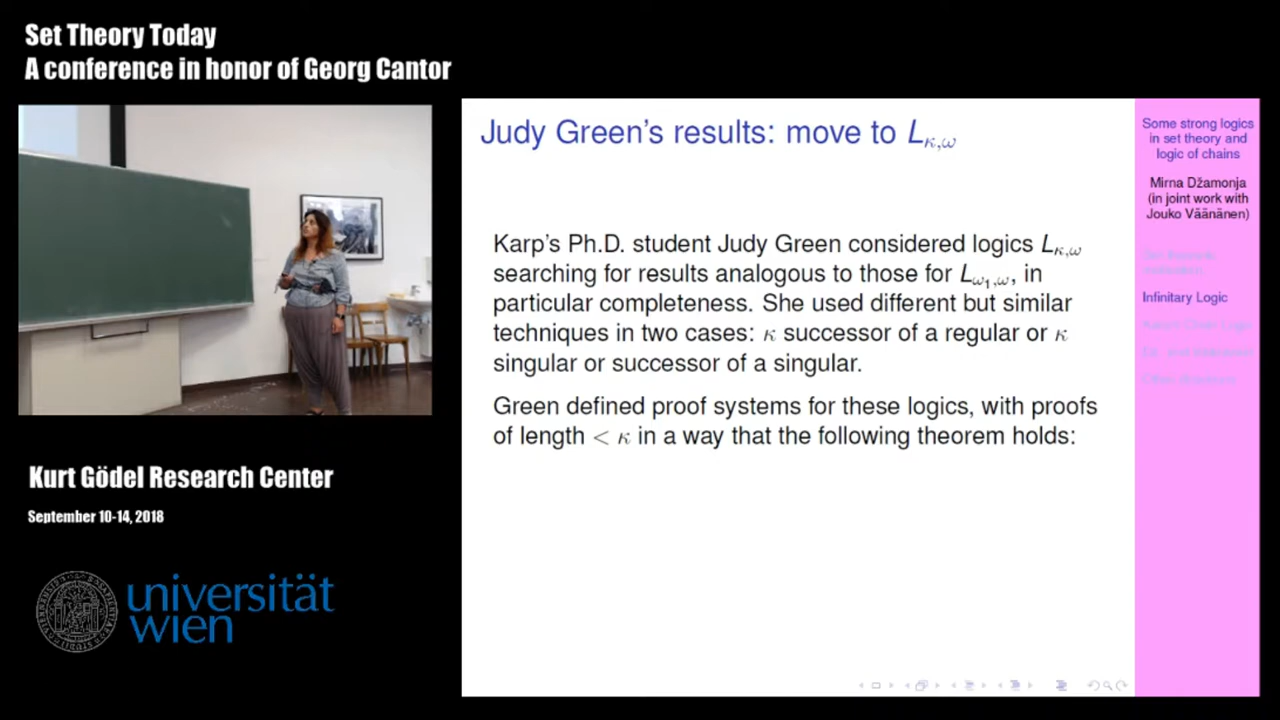 Set Theory Today
A conference in honor of Georg Cantor
Judy Green's results: move to Lκ,ω
Karp's Ph.D. student Judy Green considered logics Lκ,ω
searching for results analogous to those for Lω₁,ω, in
particular completeness. She used different but similar
techniques in two cases: κ successor of a regular or κ
singular or successor of a singular.
Green defined proof systems for these logics, with proofs
of length < κ in a way that the following theorem holds:
Some strong logics
in set theory and
logic of chains
Mirna Džamonja
(in joint work with
Jouko Väänänen)
Infinitary Logic
Kurt Gödel Research Center
September 10-14, 2018
universität
wien